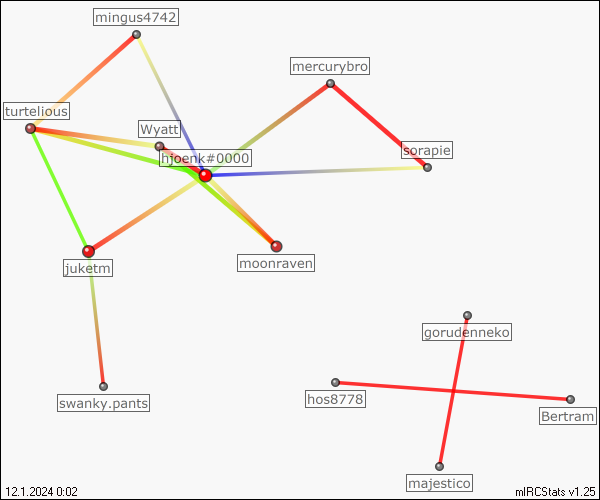 mingus4742
mercurybro
turtelious
Wyatt
hjoenk#0000
sorapie
juketm
moonraven
gorudenneko
hos8778
swanky.pants
Bertram
majestico
12.1.2024 0:02
mIRCStats v1.25